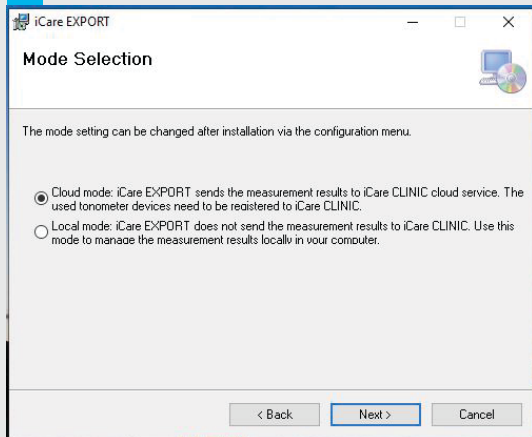 iCare EXPORT
Mode Selection
The mode setting can be changed after installation via the configuration menu.
Cloud mode: iCare EXPORT sends the measurement results to iCare CLINIC cloud service. The
used tonometer devices need to be registered to iCare CLINIC.
Local mode: iCare EXPORT does not send the measurement results to iCare CLINIC. Use this
mode to manage the measurement results locally in your computer.
< Back
Next >
Cancel